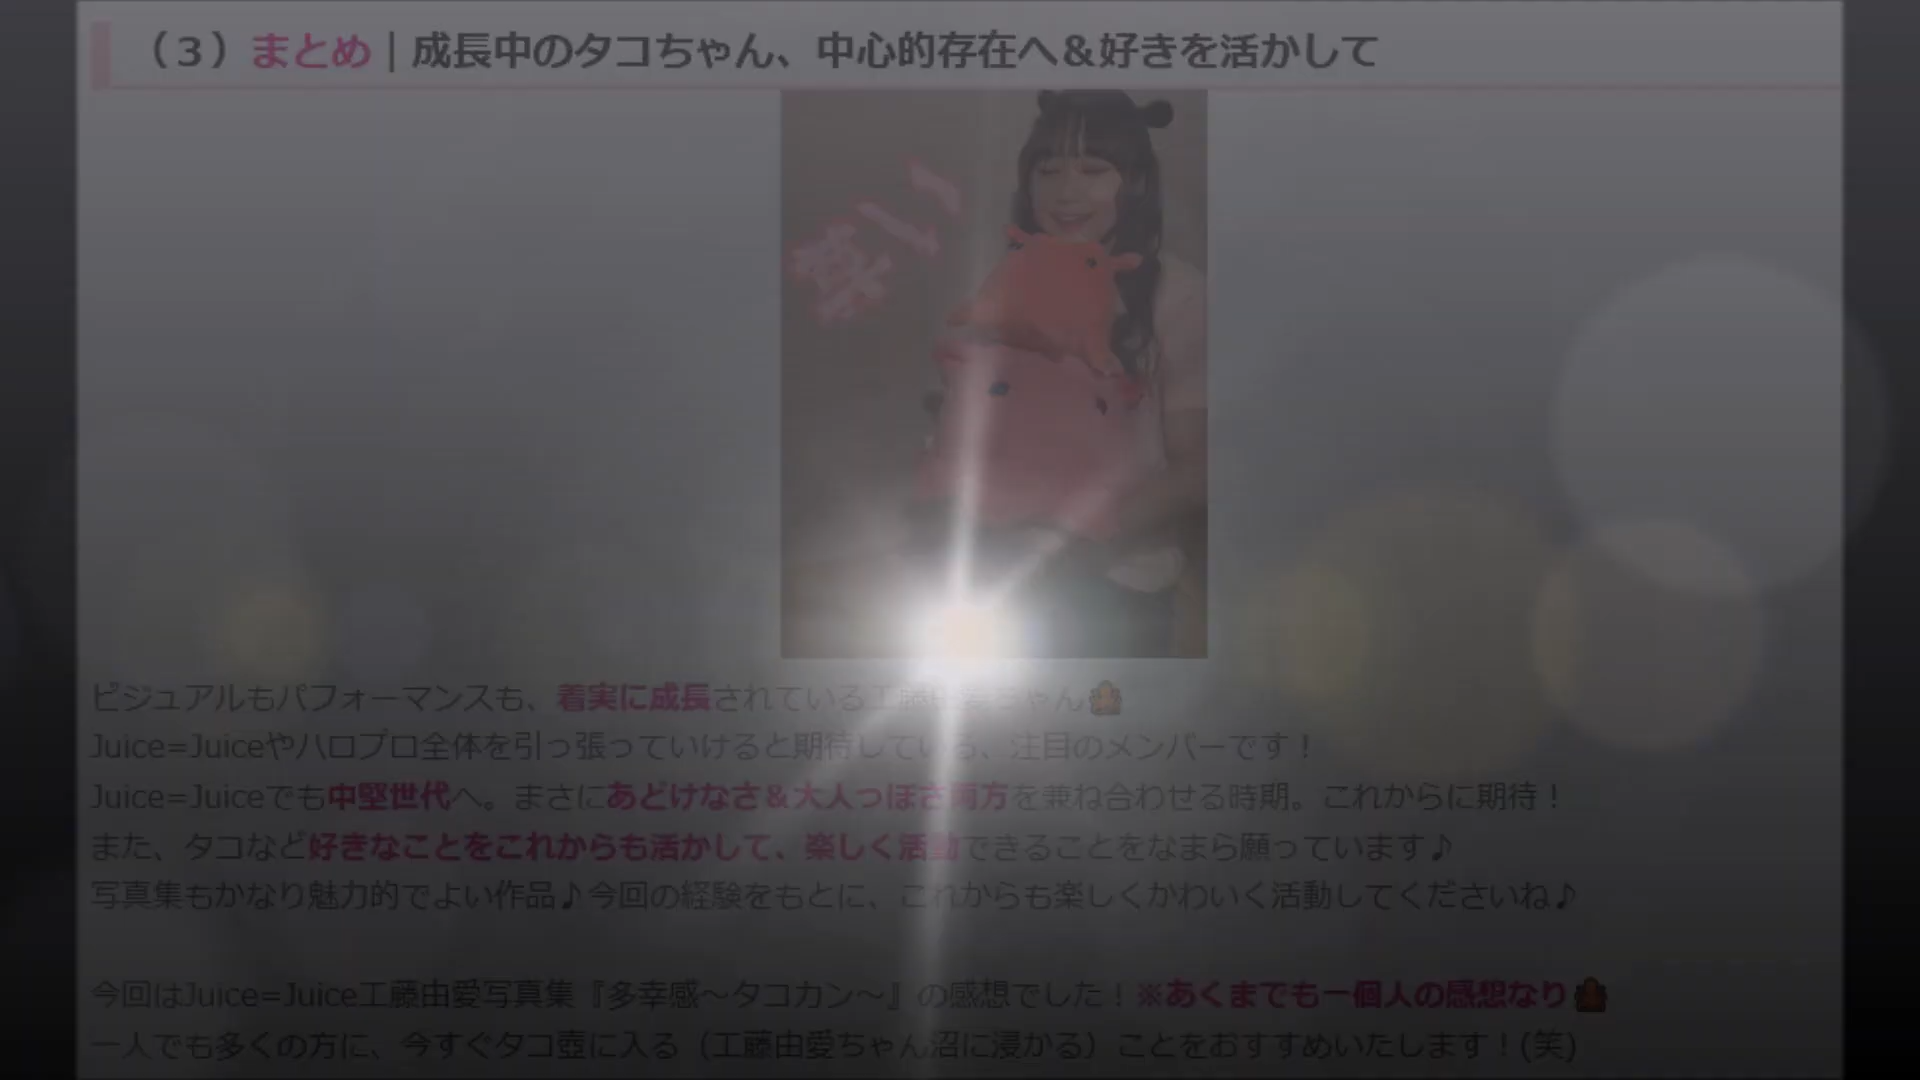 （3）まとめ｜成長中のタコちゃん、中心的存在へ＆好きを活かして
ビジュアルもパフォーマンスも、着実に成長されている工藤由愛ちゃん
Juice=Juiceやハロプロ全体を引っ張っていけると期待している、注目のメンバーです！
Juice=Juiceでも中堅世代へ。まさにあどけなさ＆大人っぽさ両方を兼ね合わせる時期。これからに期待！
また、タコなど好きなことをこれからも活かして、楽しく活動できることをなまら願っています♪
写真集もかなり魅力的でよい作品♪今回の経験をもとに、これからも楽しくかわいく活動してくださいね♪
今回はJuice=Juice工藤由愛写真集『多幸感～タコカン～』の感想でした！※あくまでも一個人の感想なり
一人でも多くの方に、今すぐタコ壺に入る（工藤由愛ちゃん沼に浸かる）ことをおすすめいたします！(笑)